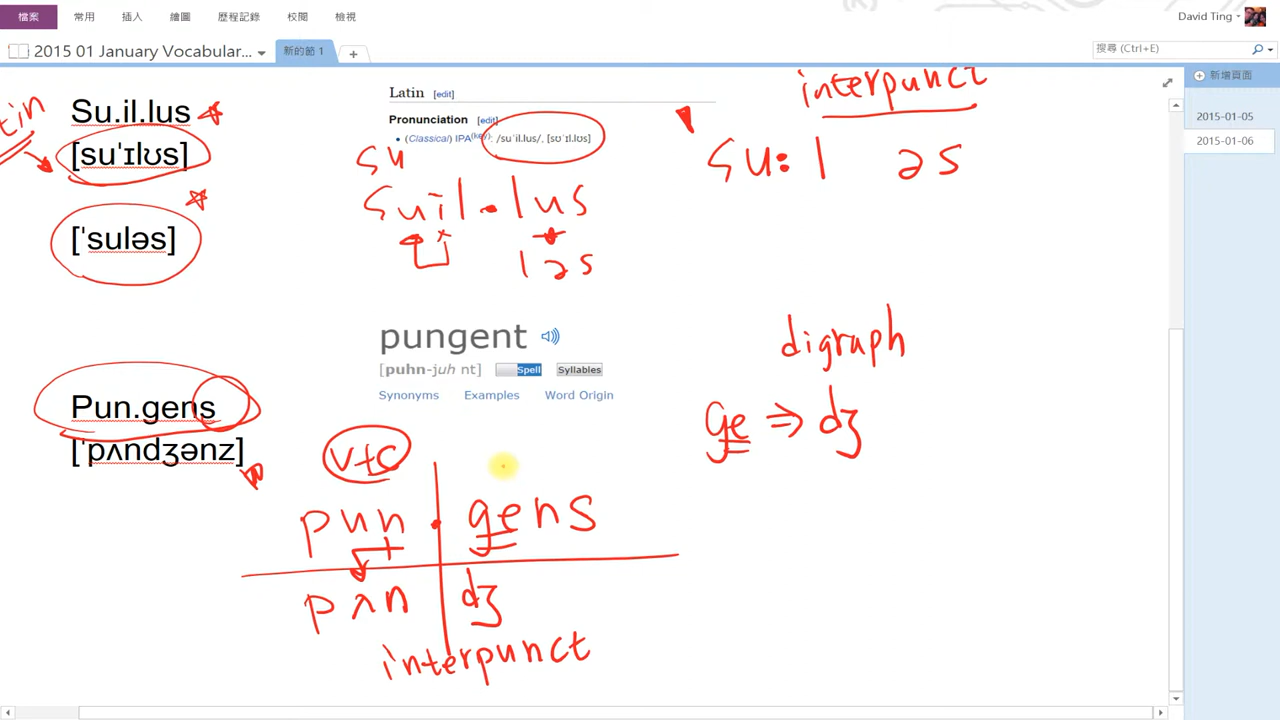 檔案 常用 插入 繪圖 歷程記錄 校閱 檢視 David Ting
2015 01 January Vocabular... 新的節 1 搜尋 (Ctrl+E)
新增頁面
2015-01-05
2015-01-06
tin
Su.il.lus
[suˈɪlʊs]
[ˈsuləs]
Latin [edit]
Pronunciation [edit]
(Classical) IPA(key): /suˈil.lus/, [sʊˈɪl.lʊs]
su
suil·lus
ləs
interpunct
su:l əs
pungent
[puhn-juh nt] Spell Syllables
Synonyms Examples Word Origin
digraph
ge ⇒ dʒ
Pun.gens
[ˈpʌndʒənz]
v+c
pun · gens
pʌn dʒ
interpunct